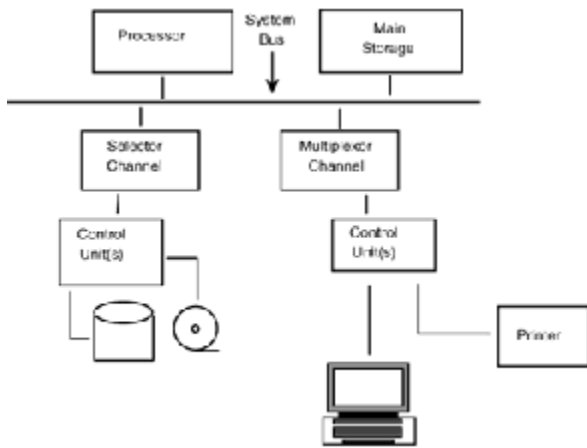 Processor
System
Bus
Main
Storage
Selector
Channel
Multiplexor
Channel
Control
Unit(s)
Control
Unit(s)
Printer